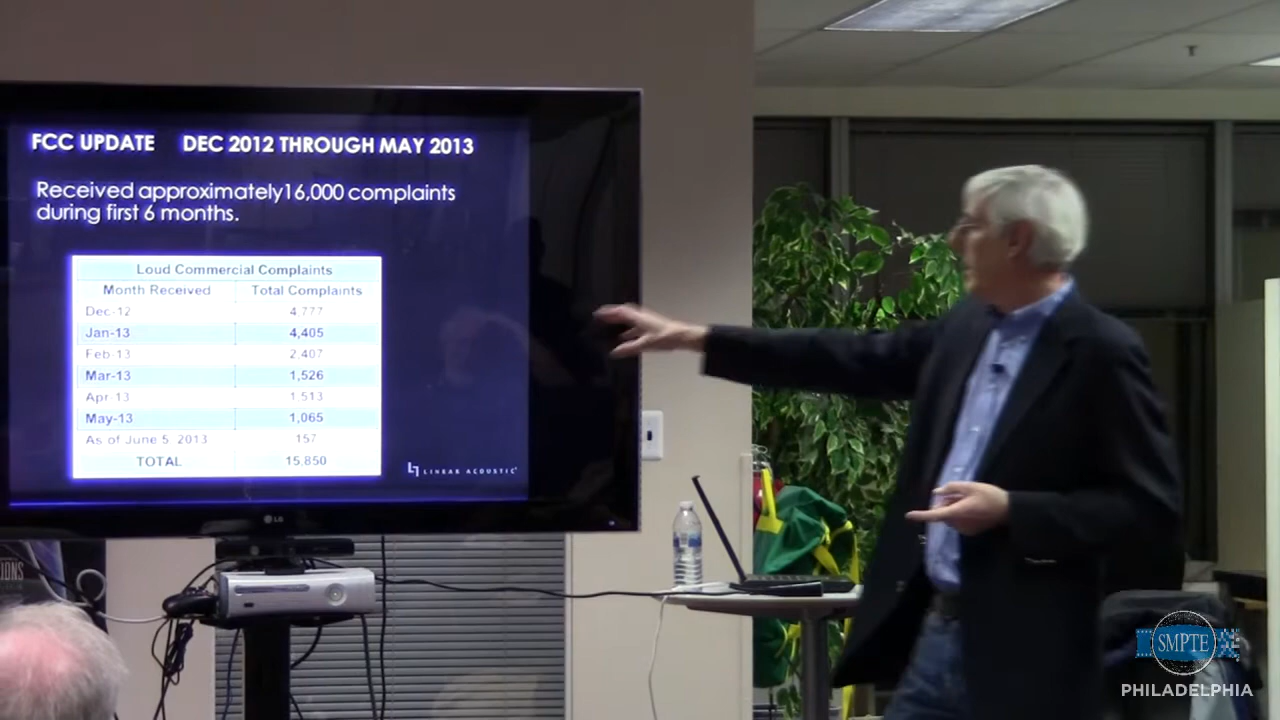 FCC UPDATE DEC 2012 THROUGH MAY 2013
Received approximately16,000 complaints
during first 6 months.
Loud Commercial Complaints
Month Received Total Complaints
Dec-12 4,777
Jan-13 4,405
Feb-13 2,407
Mar-13 1,526
Apr-13 1,513
May-13 1,065
As of June 5, 2013 157
TOTAL 15,850
LINEAR ACOUSTIC
LG
IONS
SMPTE
PHILADELPHIA